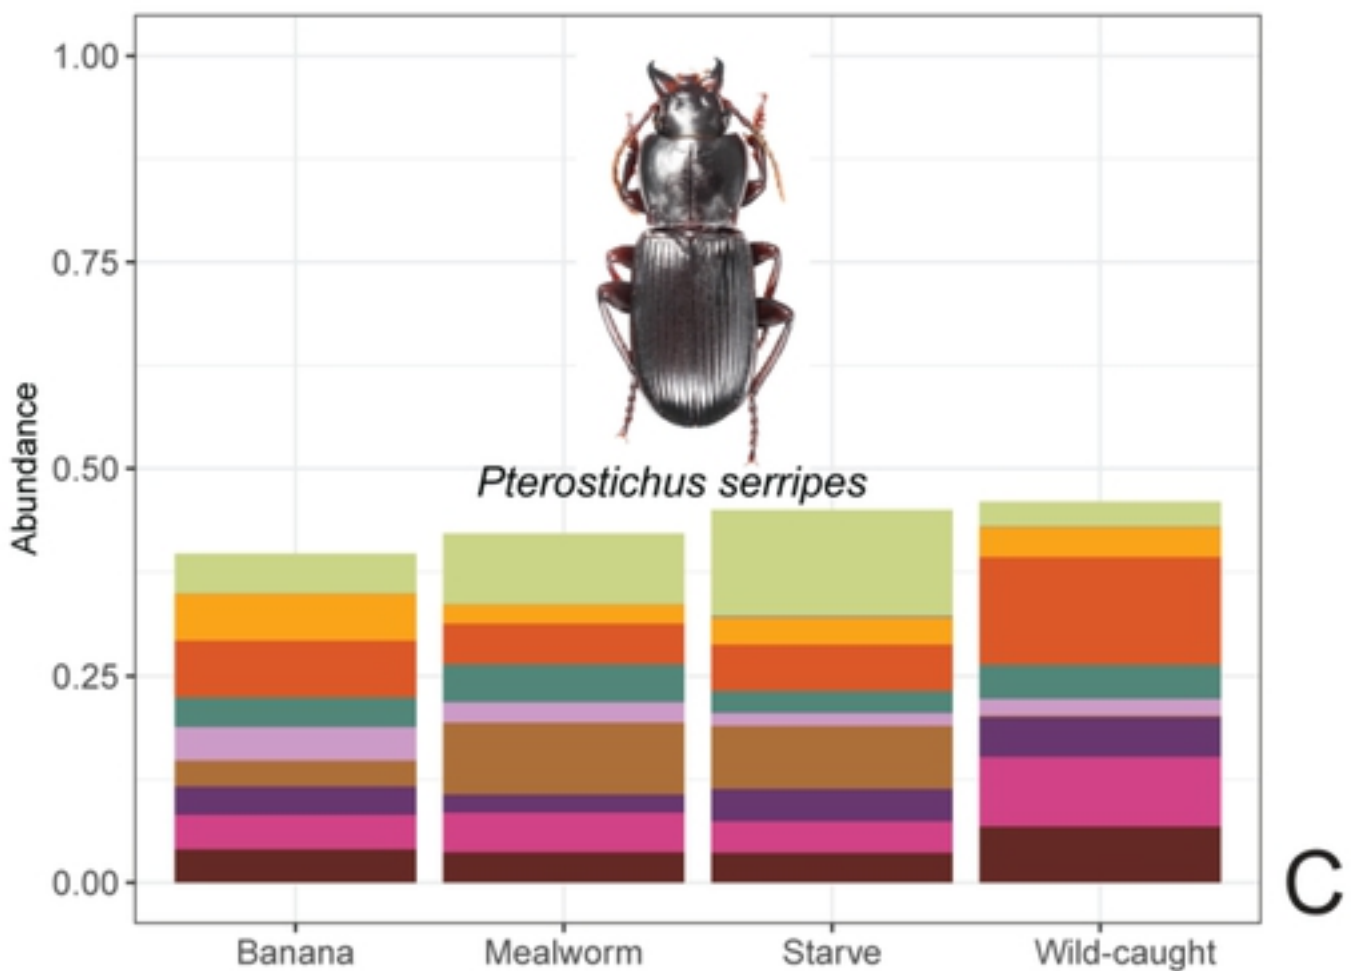 1.00
0.75
0.50
0.25
0.00
Abundance
Pterostichus serripes
Banana
Mealworm
Starve
Wild-caught
C